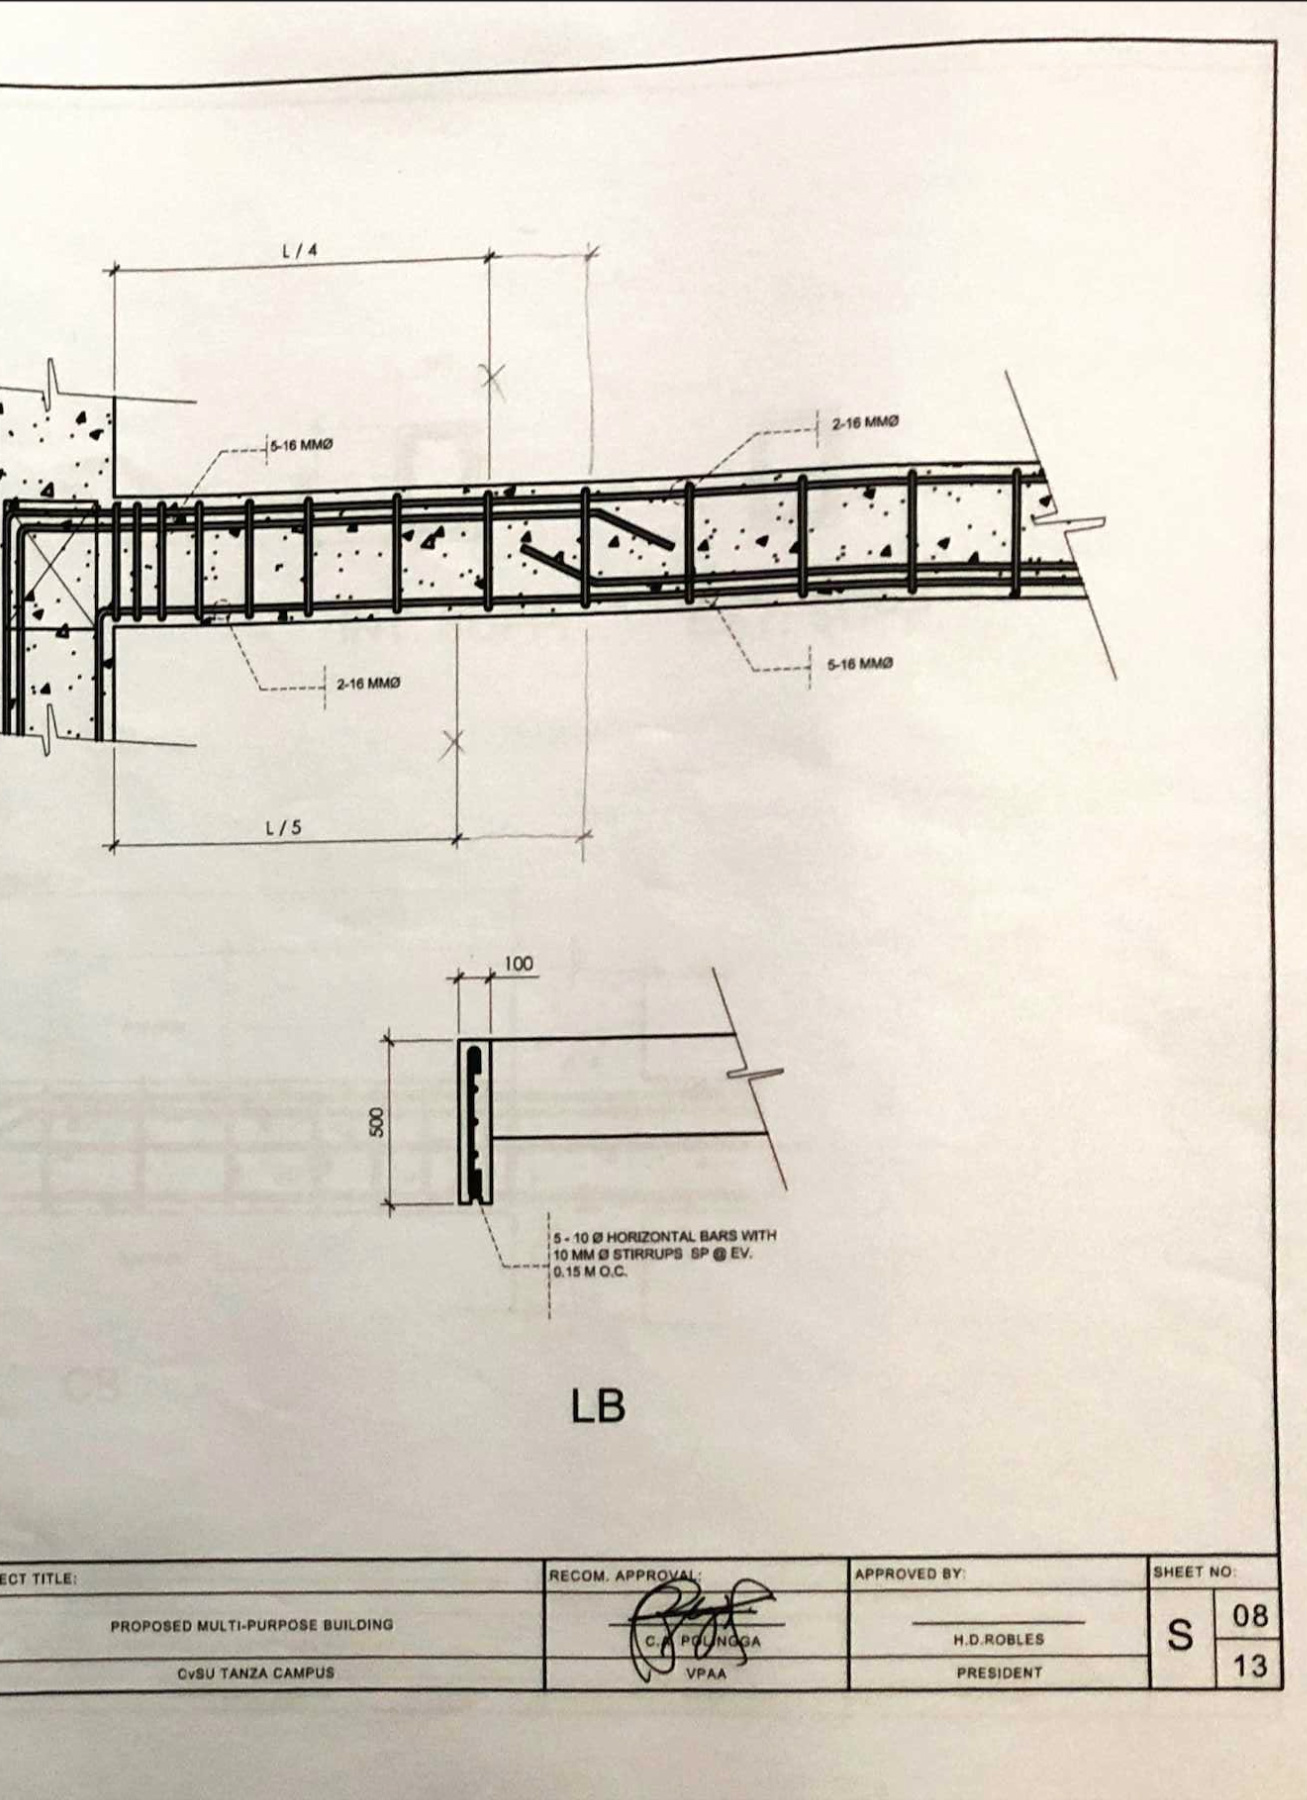 L / 4
5-16 MMØ
2-16 MMØ
2-16 MMØ
5-16 MMØ
L / 5
100
500
5 - 10 Ø HORIZONTAL BARS WITH
10 MM Ø STIRRUPS SP @ EV.
0.15 M O.C.
LB
ECT TITLE:
PROPOSED MULTI-PURPOSE BUILDING
CvSU TANZA CAMPUS
RECOM. APPROVAL:
VPAA
APPROVED BY:
H.D.ROBLES
PRESIDENT
SHEET NO:
S
08
13